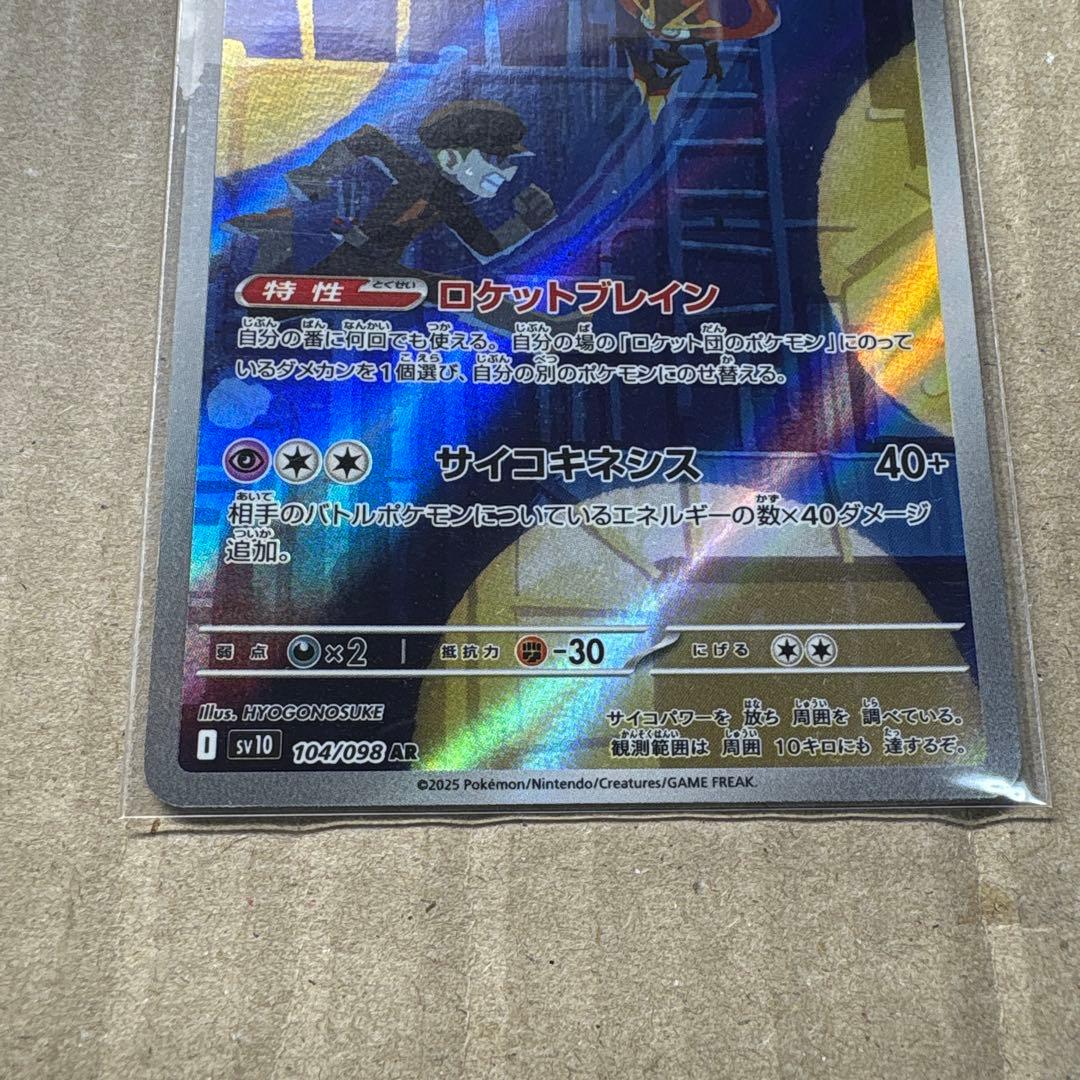 特性 とくせい ロケットブレイン
自分の番に何回でも使える。自分の場の「ロケット団のポケモン」にのって
いるダメカンを1個選び、自分の別のポケモンにのせ替える。
サイコキネシス 40+
相手のバトルポケモンについているエネルギーの数×40ダメージ
追加。
弱点 ×2 抵抗力 -30 にげる
Illus. HYOGONOSUKE
サイコパワーを 放ち 周囲を 調べている。
観測範囲は 周囲 10キロにも 達するぞ。
I sv10 104/098 AR
©2025 Pokémon/Nintendo/Creatures/GAME FREAK.